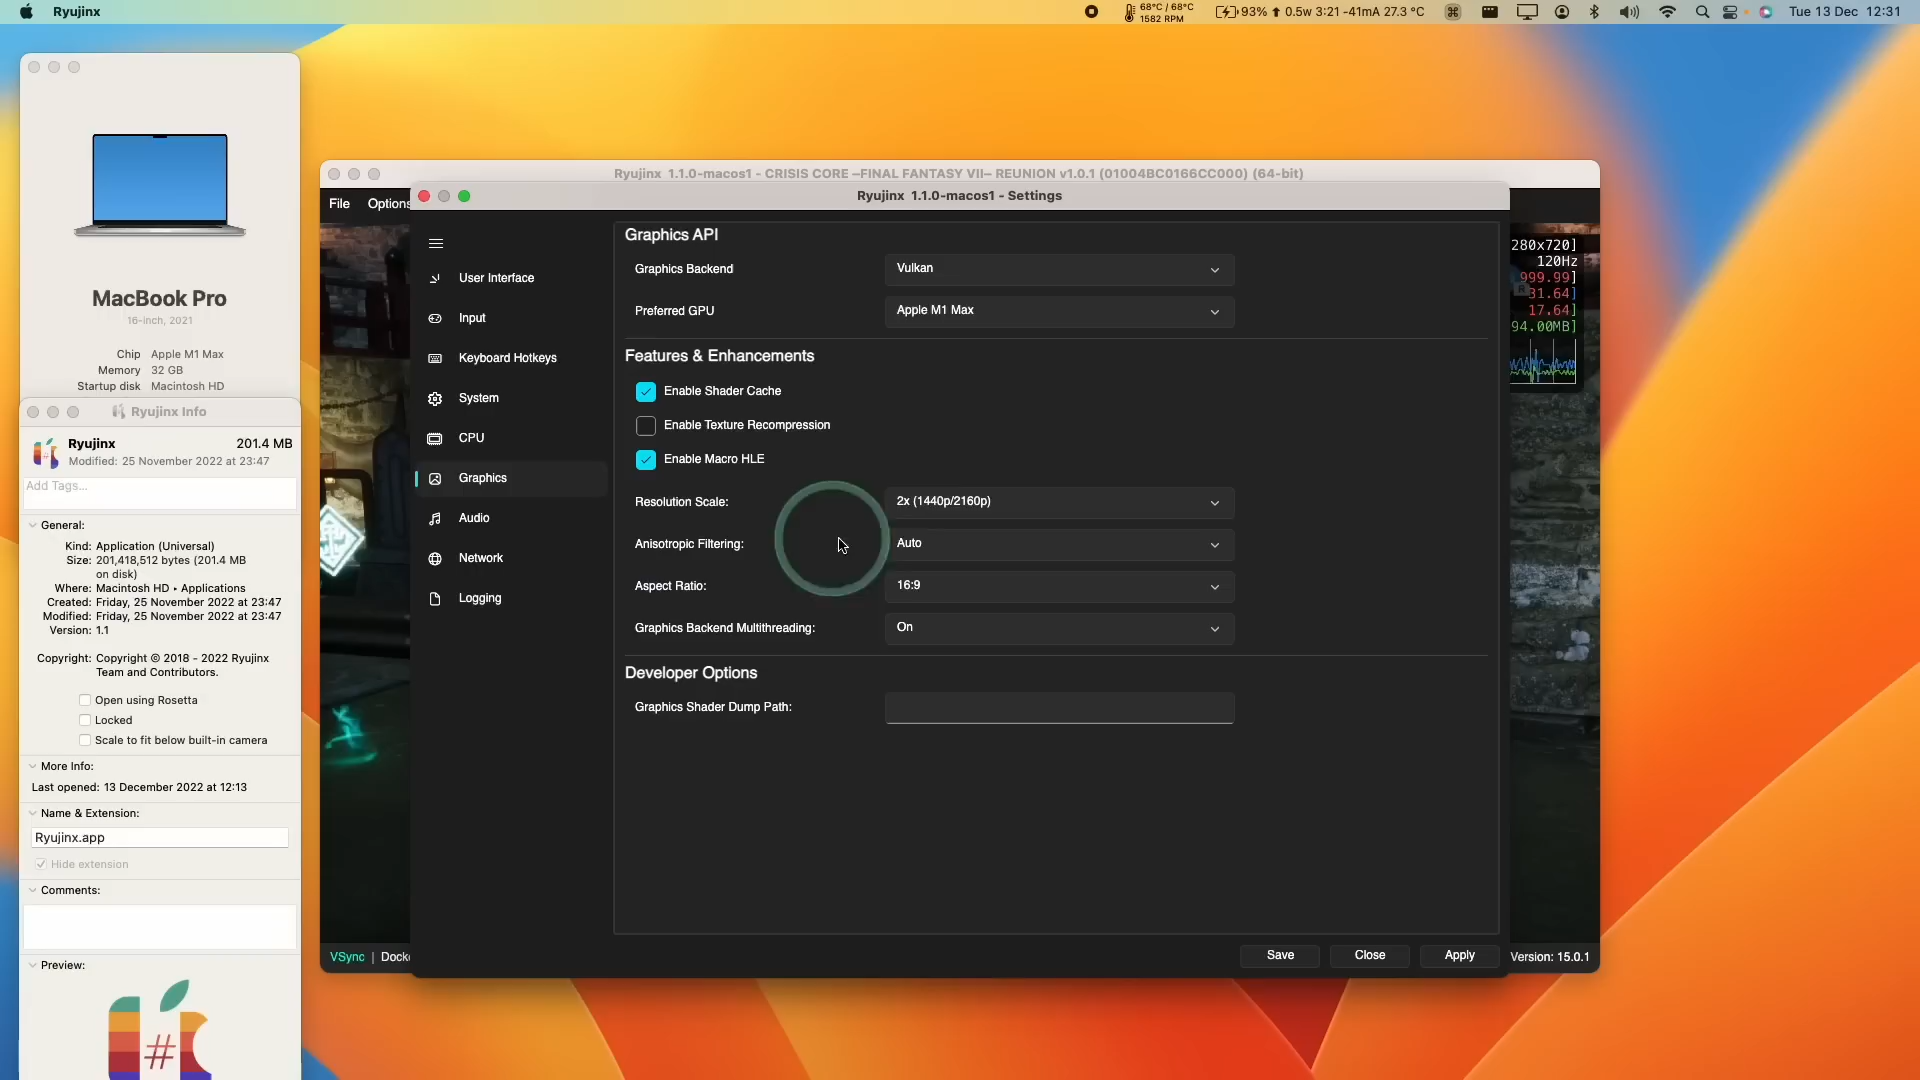 Ryujinx
68°C / 68°C
1582 RPM
93% ⬆ 0.5w 3:21 -41mA 27.3 °C
Tue 13 Dec 12:31
MacBook Pro
16-inch, 2021
Chip Apple M1 Max
Memory 32 GB
Startup disk Macintosh HD
Ryujinx Info
Ryujinx 201.4 MB
Modified: 25 November 2022 at 23:47
Add Tags...
General:
Kind: Application (Universal)
Size: 201,418,512 bytes (201.4 MB
on disk)
Where: Macintosh HD • Applications
Created: Friday, 25 November 2022 at 23:47
Modified: Friday, 25 November 2022 at 23:47
Version: 1.1
Copyright: Copyright © 2018 - 2022 Ryujinx
Team and Contributors.
Open using Rosetta
Locked
Scale to fit below built-in camera
More Info:
Last opened: 13 December 2022 at 12:13
Name & Extension:
Ryujinx.app
Hide extension
Comments:
Preview:
#
Ryujinx 1.1.0-macos1 - CRISIS CORE –FINAL FANTASY VII– REUNION v1.0.1 (01004BC0166CC000) (64-bit)
File Options
Ryujinx 1.1.0-macos1 - Settings
User Interface
Input
Keyboard Hotkeys
System
CPU
Graphics
Audio
Network
Logging
Graphics API
Graphics Backend Vulkan
Preferred GPU Apple M1 Max
Features & Enhancements
Enable Shader Cache
Enable Texture Recompression
Enable Macro HLE
Resolution Scale: 2x (1440p/2160p)
Anisotropic Filtering: Auto
Aspect Ratio: 16:9
Graphics Backend Multithreading: On
Developer Options
Graphics Shader Dump Path:
Save Close Apply
280x720]
120Hz
999.99]
31.64]
17.64]
94.00MB]
VSync | Docke
Version: 15.0.1